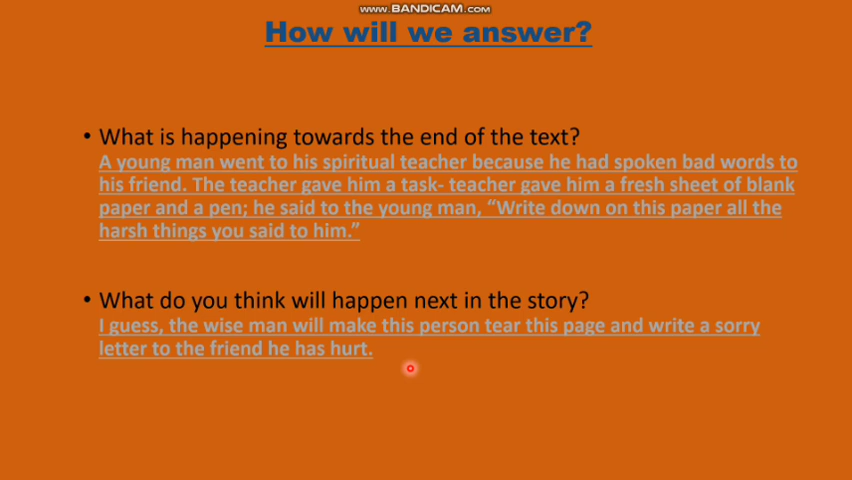 www.BANDICAM.com
How will we answer?
• What is happening towards the end of the text?
A young man went to his spiritual teacher because he had spoken bad words to
his friend. The teacher gave him a task- teacher gave him a fresh sheet of blank
paper and a pen; he said to the young man, “Write down on this paper all the
harsh things you said to him.”
• What do you think will happen next in the story?
I guess, the wise man will make this person tear this page and write a sorry
letter to the friend he has hurt.